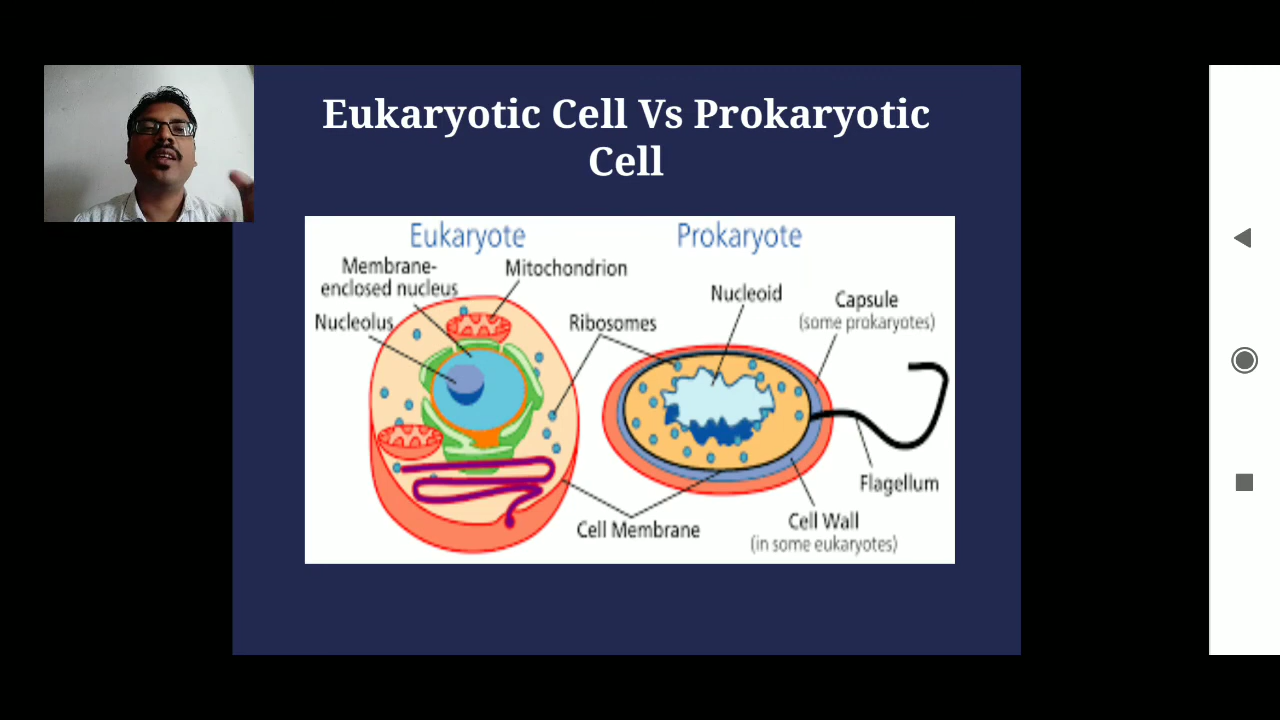 Eukaryotic Cell Vs Prokaryotic
Cell
Eukaryote
Prokaryote
Membrane-
enclosed nucleus
Mitochondrion
Nucleolus
Ribosomes
Nucleoid
Capsule
(some prokaryotes)
Flagellum
Cell Membrane
Cell Wall
(in some eukaryotes)